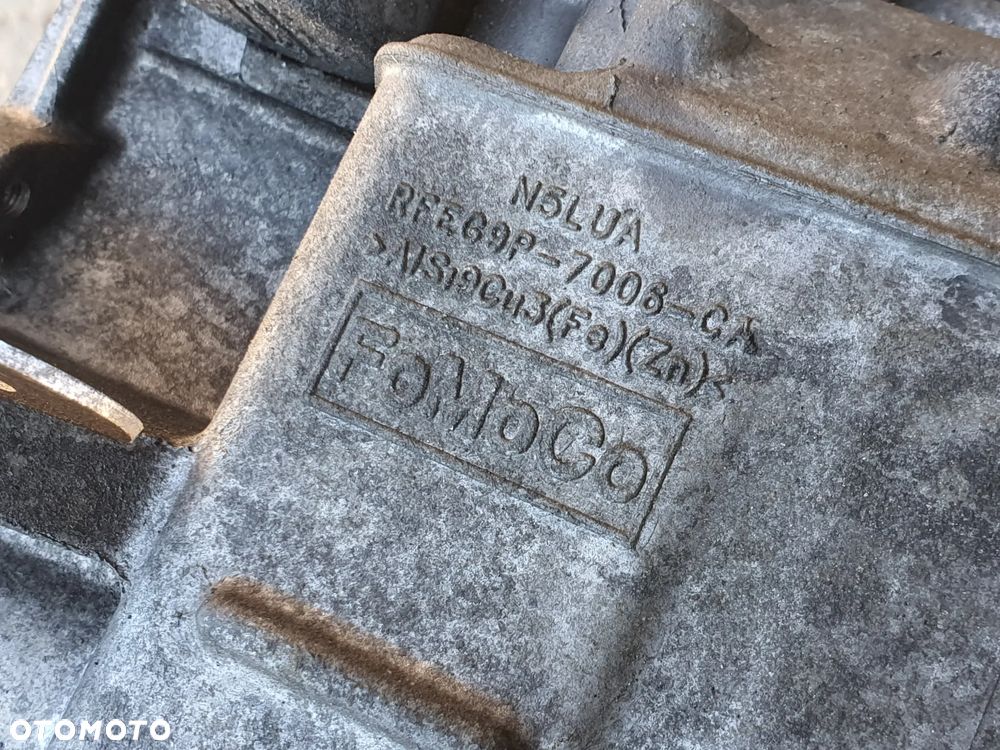 N5LUA
RFEG9P-7006-CA
>AlSi9Cu3(Fe)(Zn)<
FoMoCo
OTOMOTO